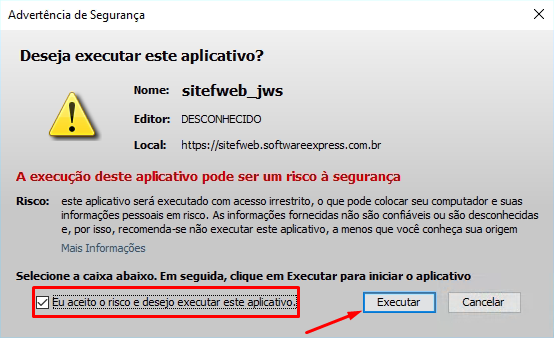 Advertência de Segurança
Deseja executar este aplicativo?
Nome: sitefweb_jws
Editor: DESCONHECIDO
Local: https://sitefweb.softwareexpress.com.br
A execução deste aplicativo pode ser um risco à segurança
Risco: este aplicativo será executado com acesso irrestrito, o que pode colocar seu computador e suas
informações pessoais em risco. As informações fornecidas não são confiáveis ou são desconhecidas
e, por isso, recomenda-se não executar este aplicativo, a menos que você conheça sua origem
Mais Informações
Selecione a caixa abaixo. Em seguida, clique em Executar para iniciar o aplicativo
Eu aceito o risco e desejo executar este aplicativo.
Executar
Cancelar